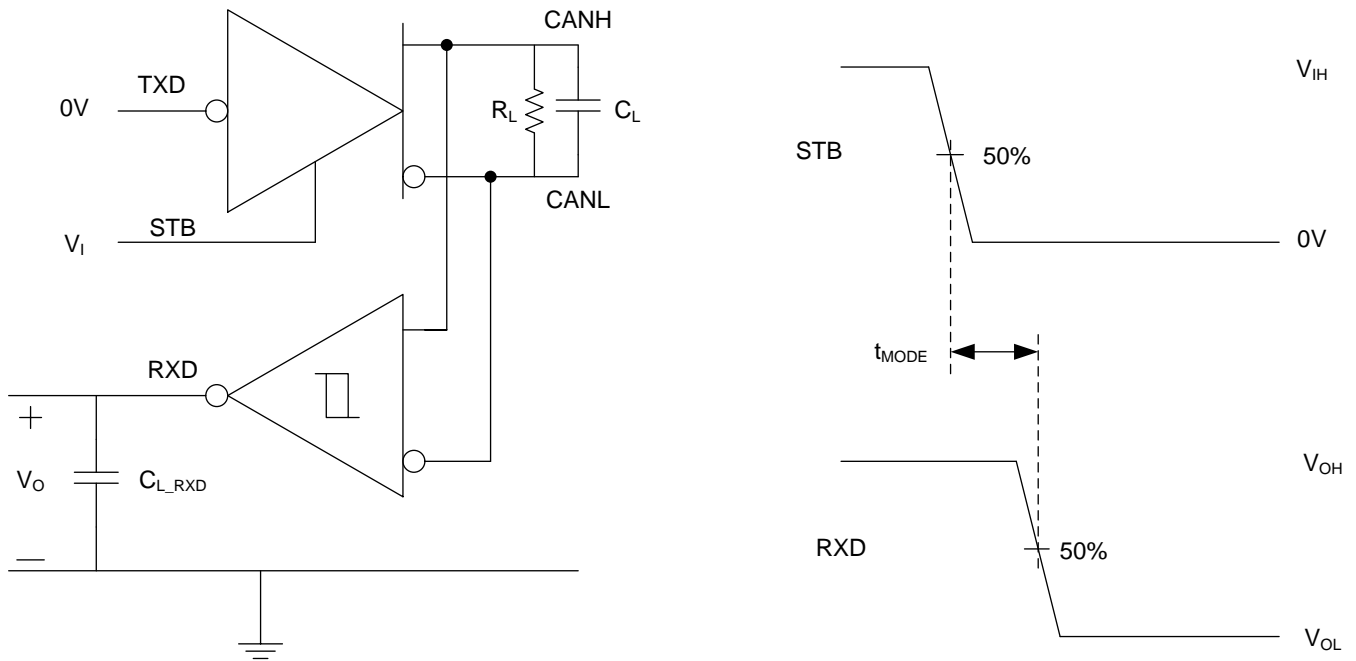 CANH
TXD
0V
R_L
C_L
CANL
STB
V_I
RXD
+
V_O
C_L_RXD
—
V_IH
STB
50%
0V
t_MODE
V_OH
RXD
50%
V_OL